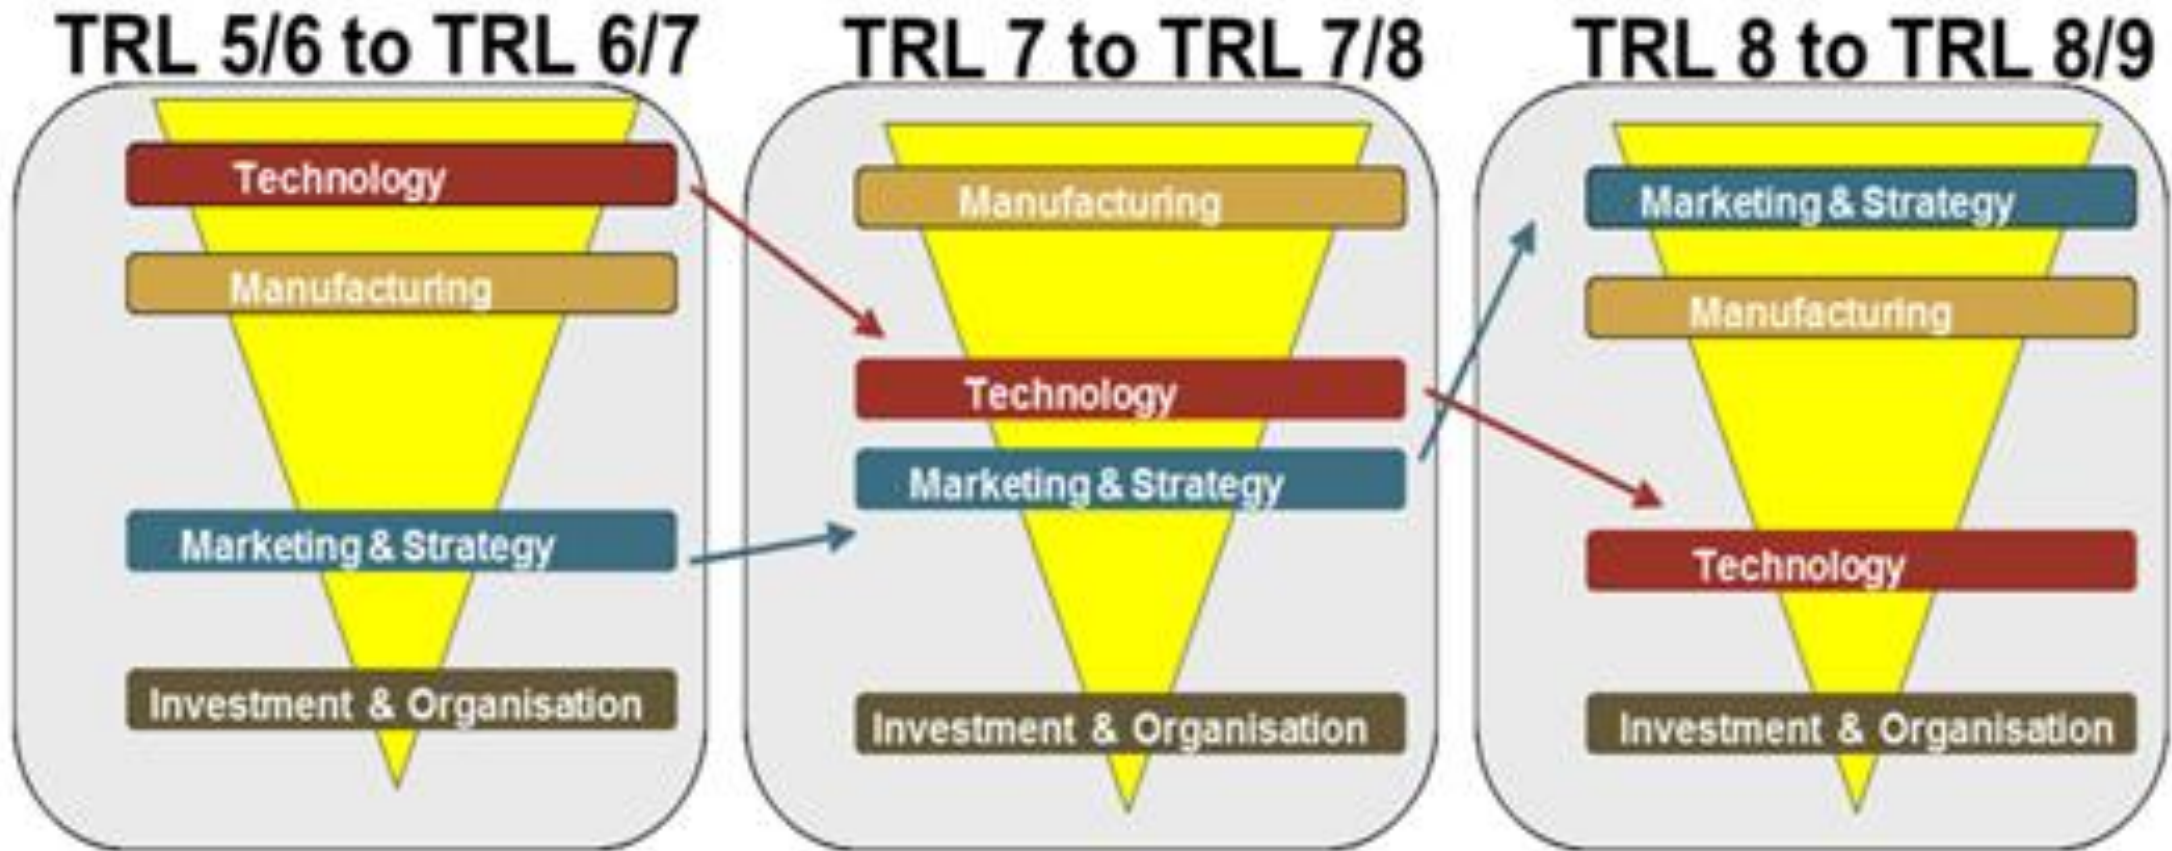 TRL 5/6 to TRL 6/7
Technology
Manufacturing
Marketing & Strategy
Investment & Organisation
TRL 7 to TRL 7/8
Manufacturing
Technology
Marketing & Strategy
Investment & Organisation
TRL 8 to TRL 8/9
Marketing & Strategy
Manufacturing
Technology
Investment & Organisation